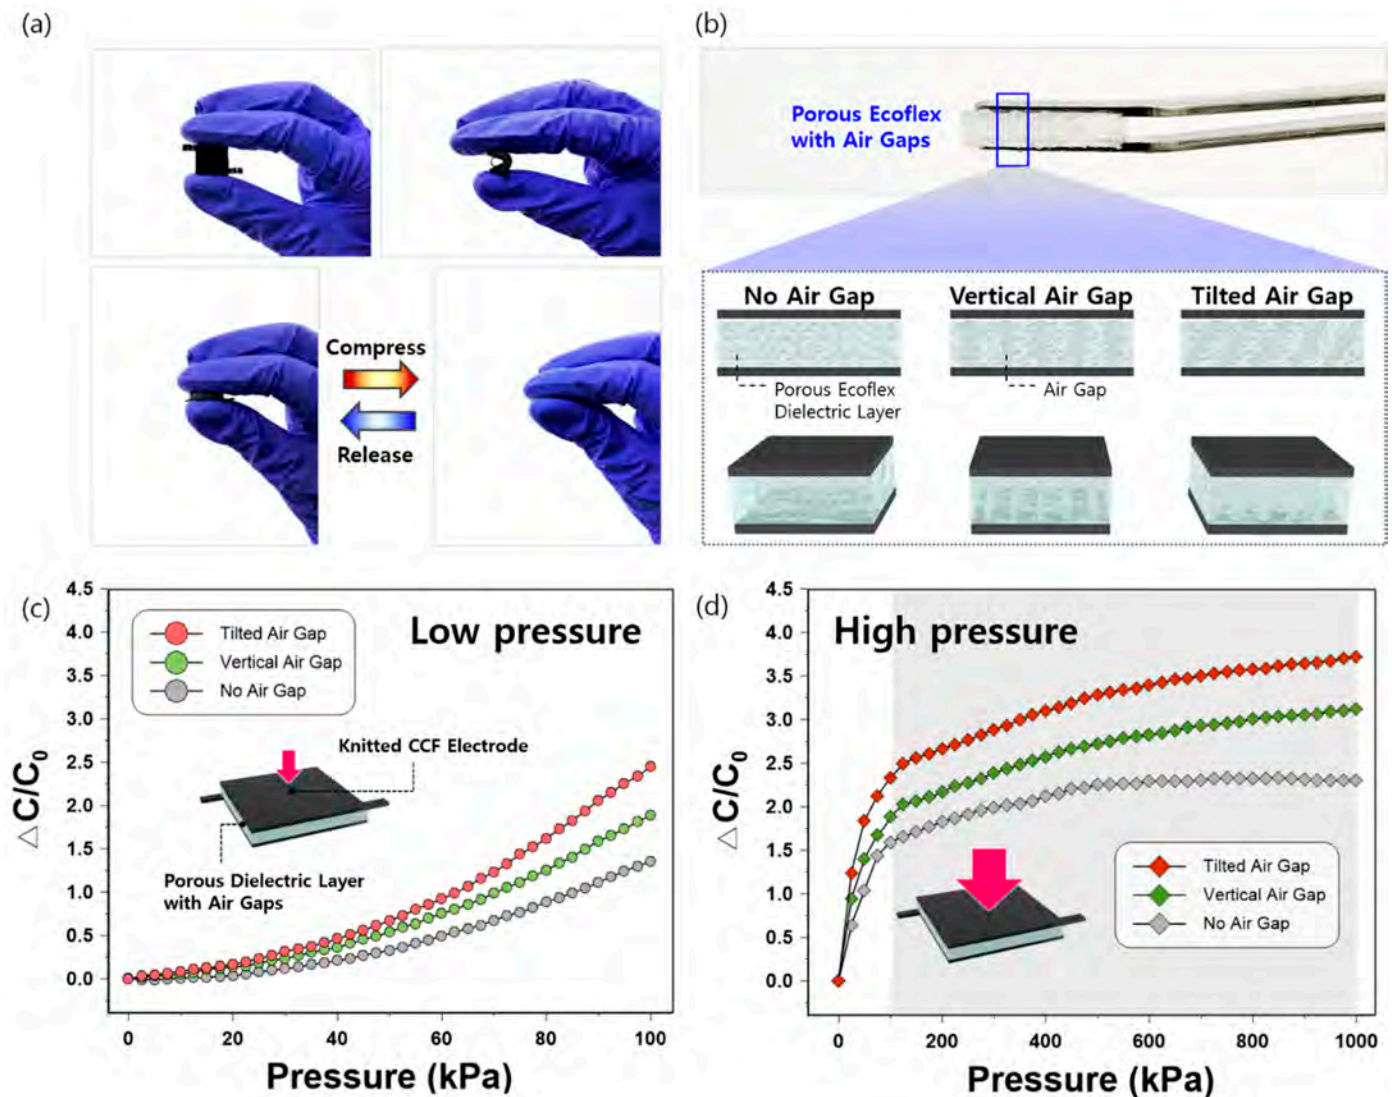 (a)
Compress
Release
(b)
Porous Ecoflex
with Air Gaps
No Air Gap
Vertical Air Gap
Tilted Air Gap
Porous Ecoflex
Dielectric Layer
Air Gap
(c)
4.5
4.0
3.5
3.0
2.5
2.0
1.5
1.0
0.5
0.0
△C/C0
Tilted Air Gap
Vertical Air Gap
No Air Gap
Low pressure
Knitted CCF Electrode
Porous Dielectric Layer
with Air Gaps
0 20 40 60 80 100
Pressure (kPa)
(d)
4.5
4.0
3.5
3.0
2.5
2.0
1.5
1.0
0.5
0.0
△C/C0
High pressure
Tilted Air Gap
Vertical Air Gap
No Air Gap
0 200 400 600 800 1000
Pressure (kPa)